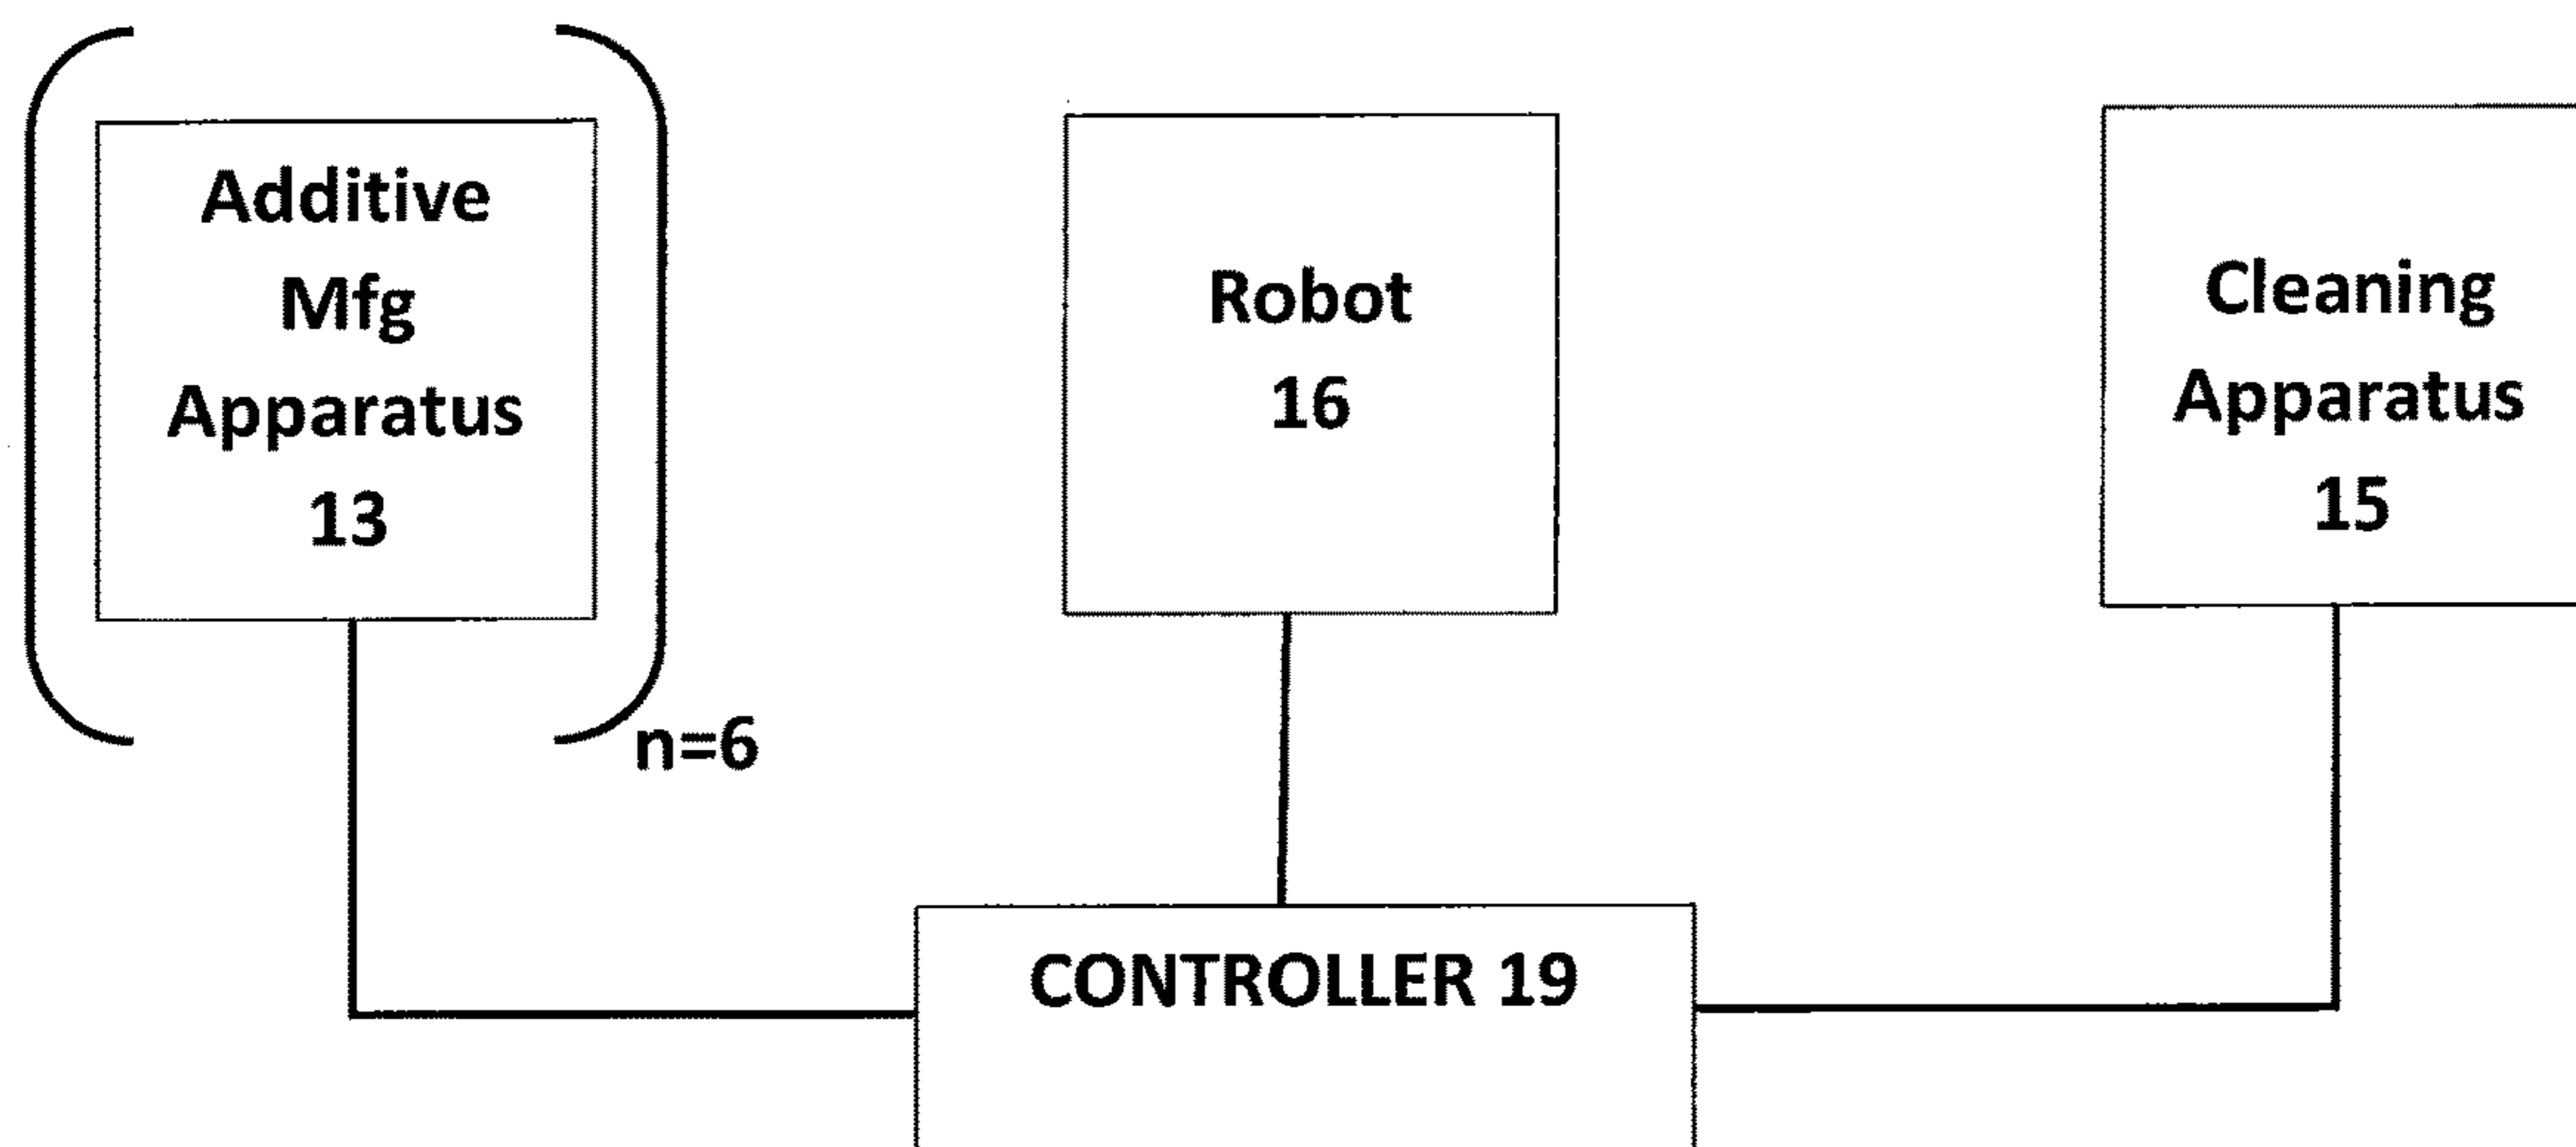 Additive
Mfg
Apparatus
13
n=6
Robot
16
Cleaning
Apparatus
15
CONTROLLER 19